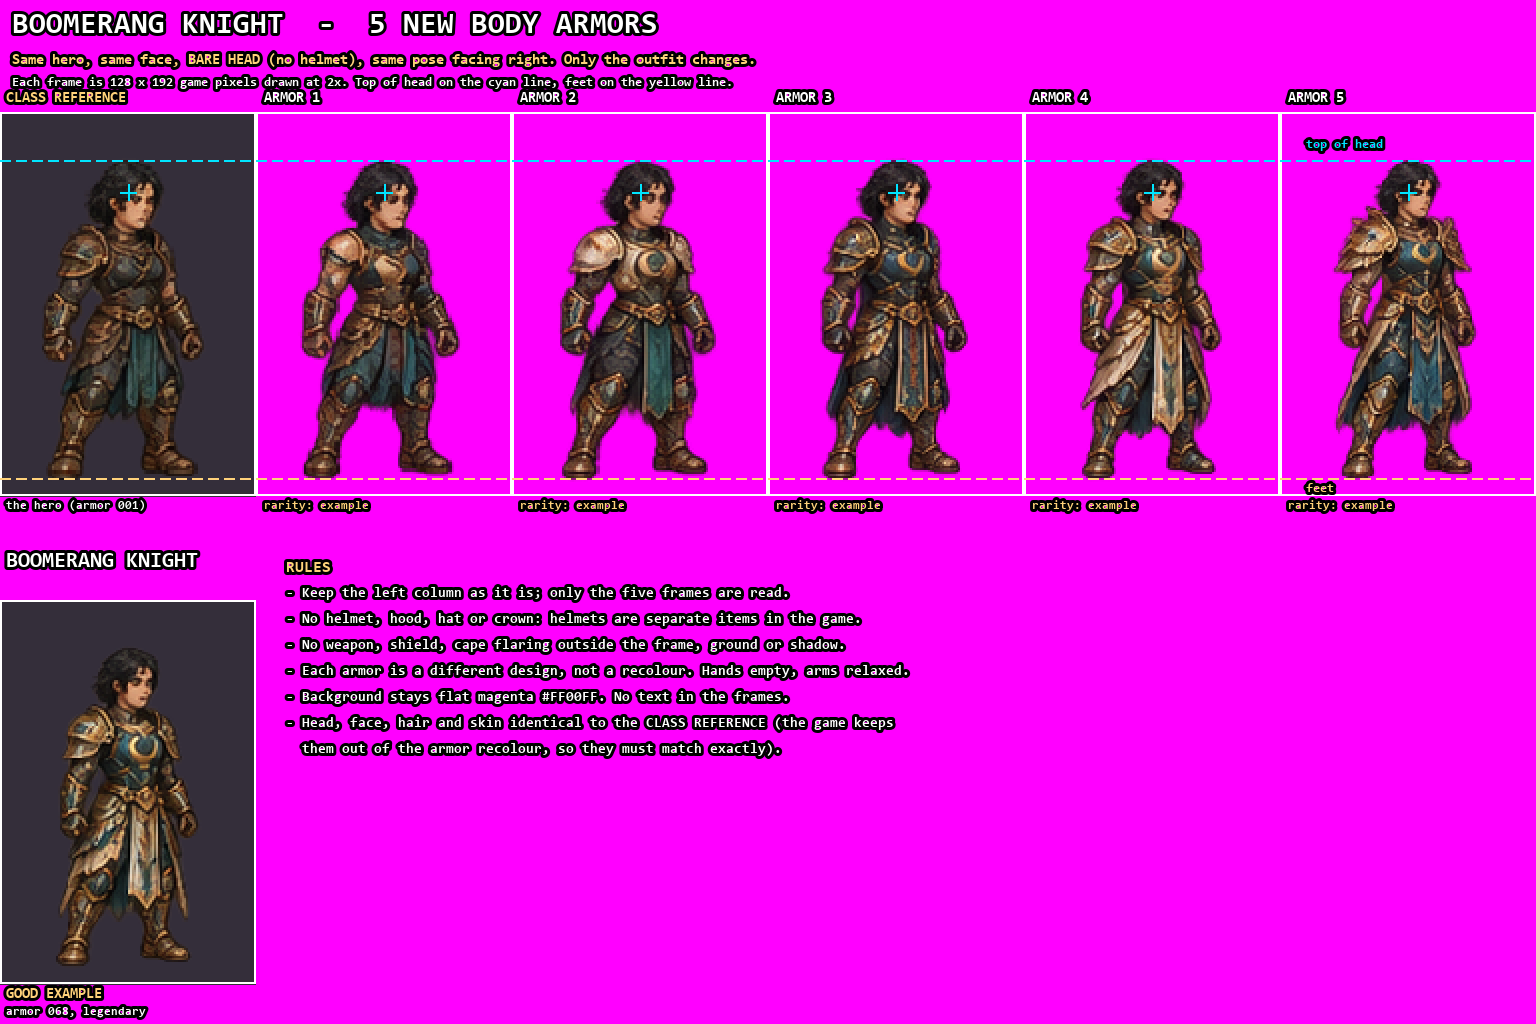 BOOMERANG KNIGHT - 5 NEW BODY ARMORS
Same hero, same face, BARE HEAD (no helmet), same pose facing right. Only the outfit changes.
Each frame is 128 x 192 game pixels drawn at 2x. Top of head on the cyan line, feet on the yellow line.
CLASS REFERENCE
ARMOR 1
ARMOR 2
ARMOR 3
ARMOR 4
ARMOR 5
top of head
feet
the hero (armor 001)
rarity: example
rarity: example
rarity: example
rarity: example
rarity: example
BOOMERANG KNIGHT
RULES
- Keep the left column as it is; only the five frames are read.
- No helmet, hood, hat or crown: helmets are separate items in the game.
- No weapon, shield, cape flaring outside the frame, ground or shadow.
- Each armor is a different design, not a recolour. Hands empty, arms relaxed.
- Background stays flat magenta #FF00FF. No text in the frames.
- Head, face, hair and skin identical to the CLASS REFERENCE (the game keeps
them out of the armor recolour, so they must match exactly).
GOOD EXAMPLE
armor 068, legendary